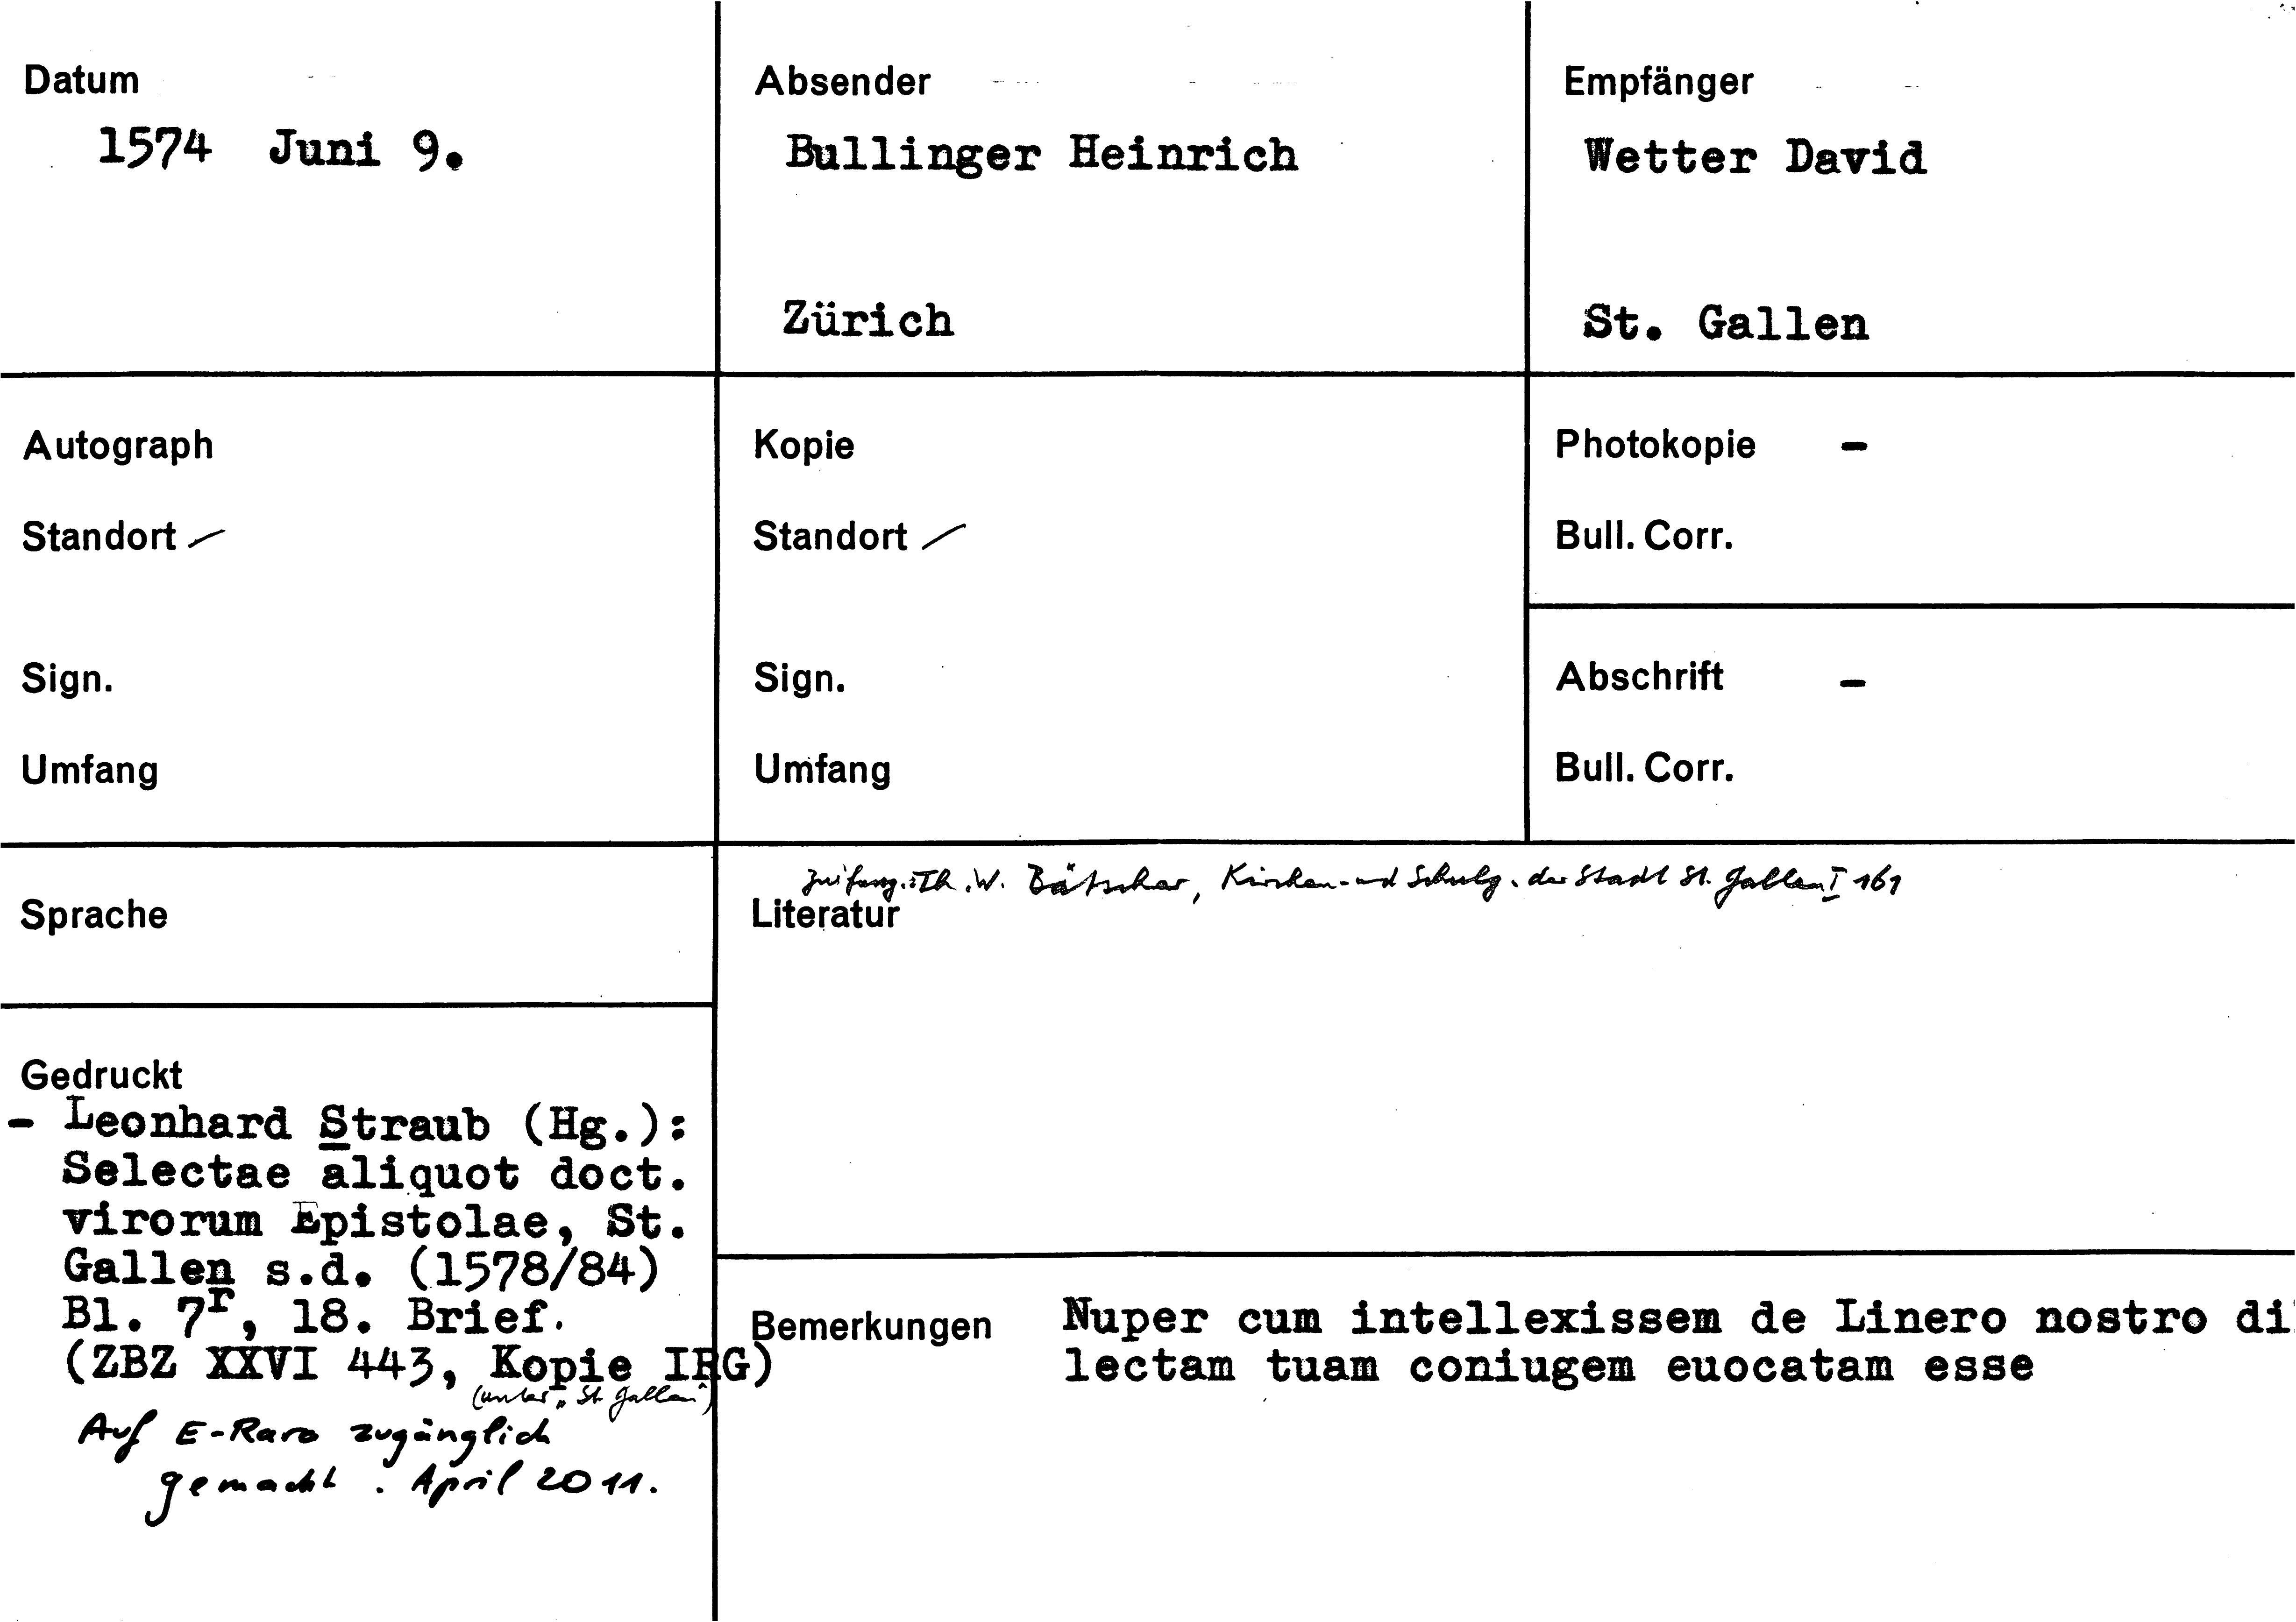 Datum
1574 Juni 9.
Absender
Bullinger Heinrich
Zürich
Empfänger
Wetter David
St. Gallen
Autograph
Standort
Sign.
Umfang
Kopie
Standort
Sign.
Umfang
Photokopie -
Bull. Corr.
Abschrift -
Bull. Corr.
Sprache
Th. W. Bätscher, Kirchen- und Schulg. der Stadt St. Gallen I 161
Literatur
Gedruckt
- Leonhard Straub (Hg.):
Selectae aliquot doct.
virorum Epistolae, St.
Gallen s.d. (1578/84)
Bl. 7r, 18. Brief.
(ZBZ XXVI 443, Kopie IRG)
(unter „St. Gallen")
Auf E-Rara zugänglich
gemacht. April 2011.
Bemerkungen Nuper cum intellexissem de Linero nostro di
lectam tuam coniugem euocatam esse